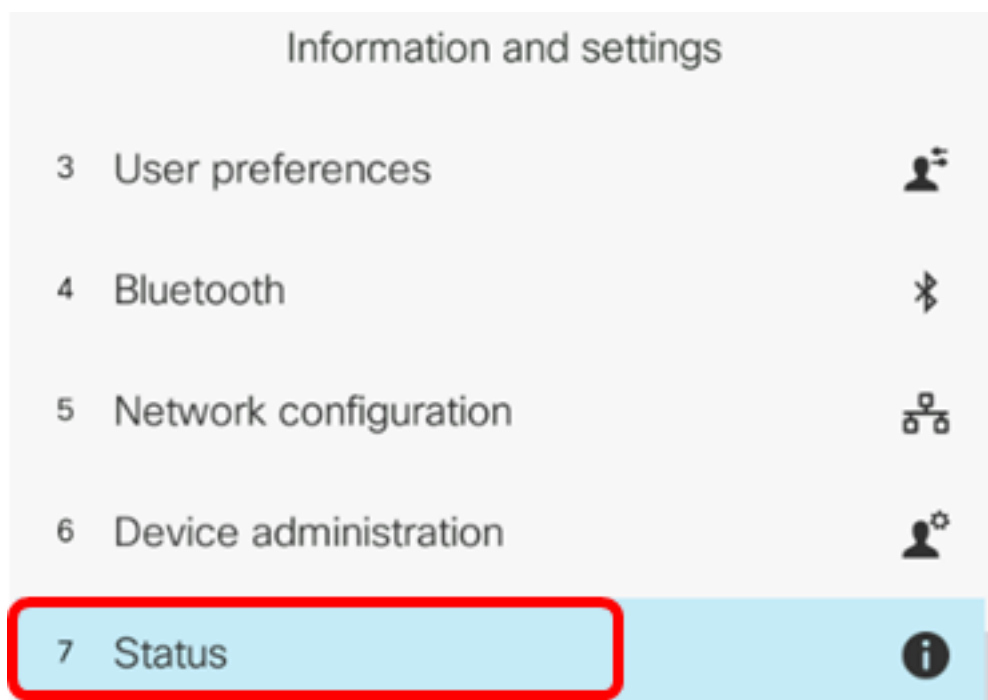 Information and settings
3 User preferences
4 Bluetooth
5 Network configuration
6 Device administration
7 Status